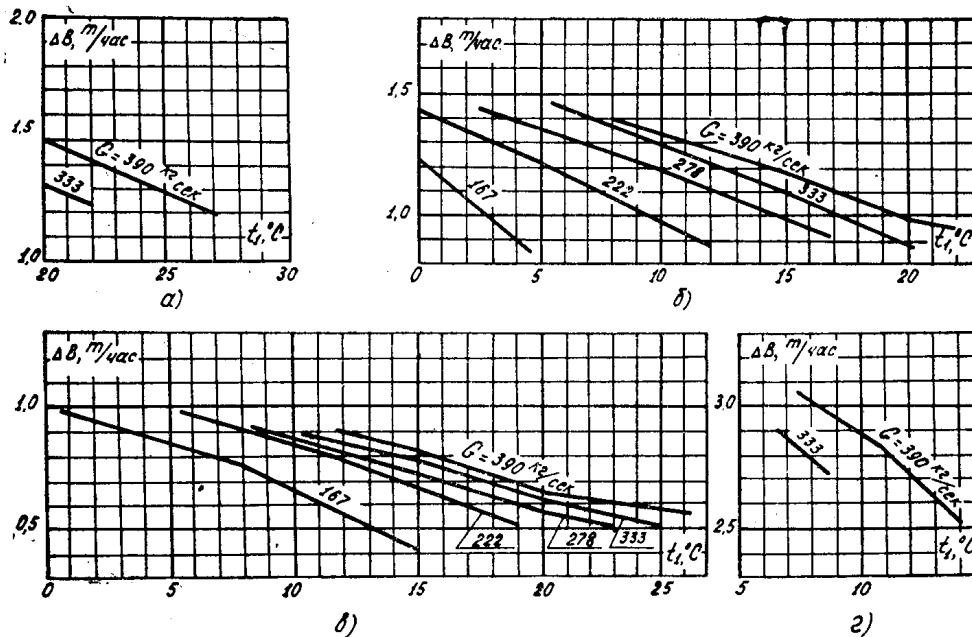 2.0
ΔB, т/час
1,5
G = 390 кг/сек
333
1,0
t₁, °C
20 25 30
а)
ΔB, т/час
1,5
G = 390 кг/сек
278
333
222
167
1,0
t₁, °C
0 5 10 15 20
б)
ΔB, т/час
1,0
G = 390 кг/сек
167
0,5
222 278 333
t₁, °C
0 5 10 15 20 25
в)
ΔB, т/час
3,0
333
G = 390 кг/сек
2,5
t₁, °C
5 10
г)